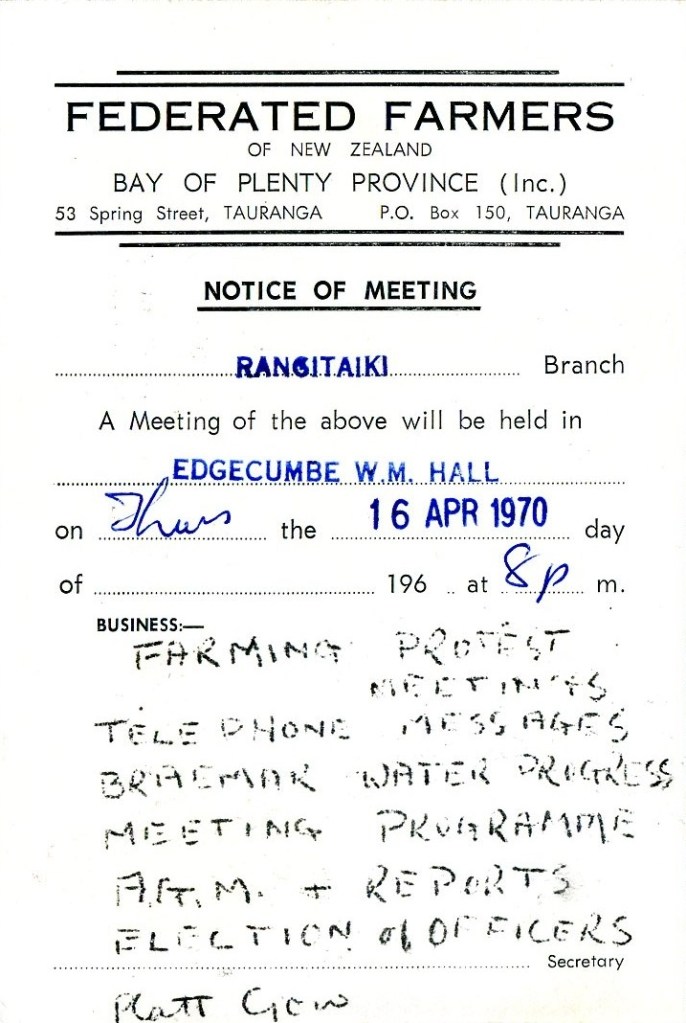 FEDERATED FARMERS
OF NEW ZEALAND
BAY OF PLENTY PROVINCE (Inc.)
53 Spring Street, TAURANGA P.O. Box 150, TAURANGA
NOTICE OF MEETING
RANGITAIKI Branch
A Meeting of the above will be held in
EDGECUMBE W.M. HALL
on Thurs the 16 APR 1970 day
of 196 .. at 8p m.
BUSINESS:—
FARMING PROTEST
MEETINGS
TELEPHONE MESSAGES
BRAEMAR WATER PROGRESS
MEETING PROGRAMME
A.G.M. + REPORTS
ELECTION of OFFICERS
Secretary
Gow